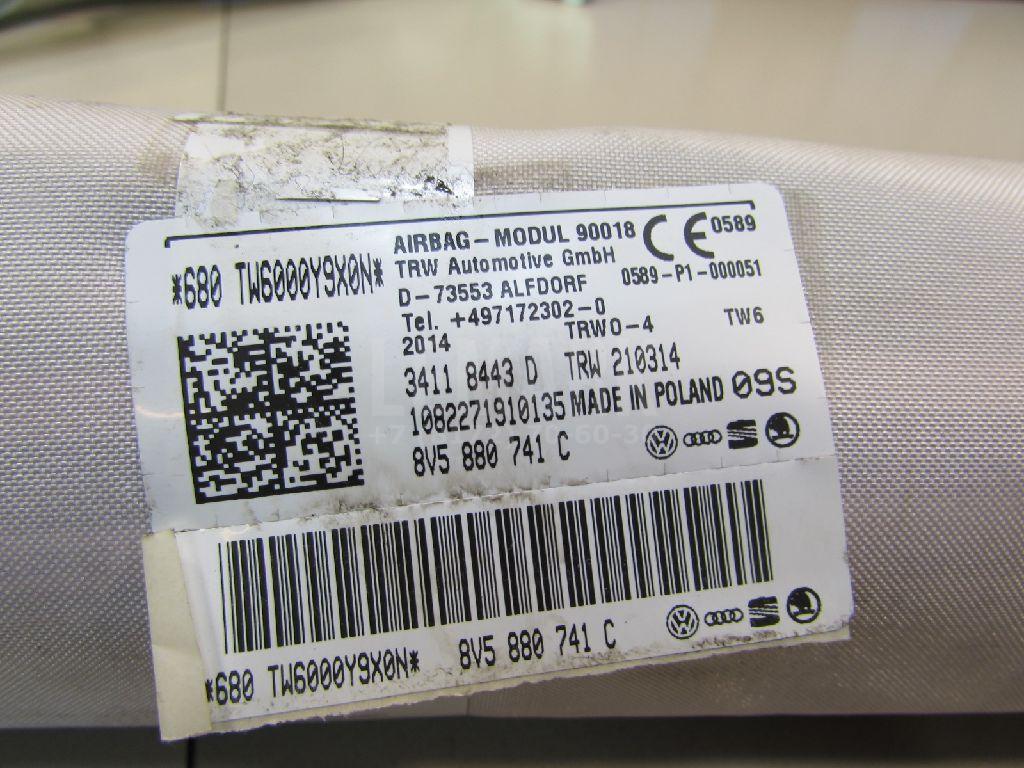 AIRBAG-MODUL 90018 CE 0589
*680 TW6000Y9X0N*
TRW Automotive GmbH
0589-P1-000051
D-73553 ALFDORF
Tel. +497172302-0
2014 TRWO-4 TW6
3411 8443 D TRW 210314
1082271910135 MADE IN POLAND 09S
8V5 880 741 C
*680 TW6000Y9X0N* 8V5 880 741 C